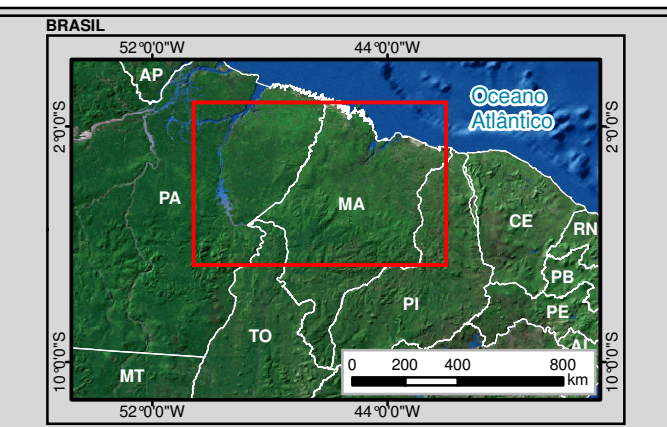 BRASIL
52°0'0"W 44°0'0"W
AP
Oceano
Atlântico
2°0'0"S 2°0'0"S
PA
MA
CE
RN
PB
PI
PE
TO
AL
MT
0 200 400 800
km
10°0'0"S 10°0'0"S
52°0'0"W 44°0'0"W